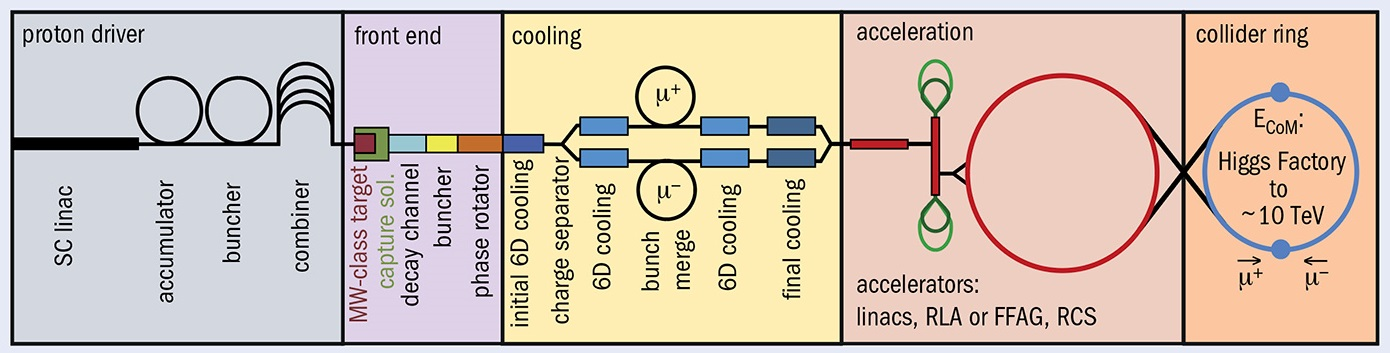 proton driver
SC linac
accumulator
buncher
combiner
front end
MW-class target
capture sol.
decay channel
buncher
phase rotator
cooling
initial 6D cooling
charge separator
6D cooling
μ+
μ−
bunch
merge
6D cooling
final cooling
acceleration
accelerators:
linacs, RLA or FFAG, RCS
collider ring
ECoM:
Higgs Factory
to
~10 TeV
μ+ μ−